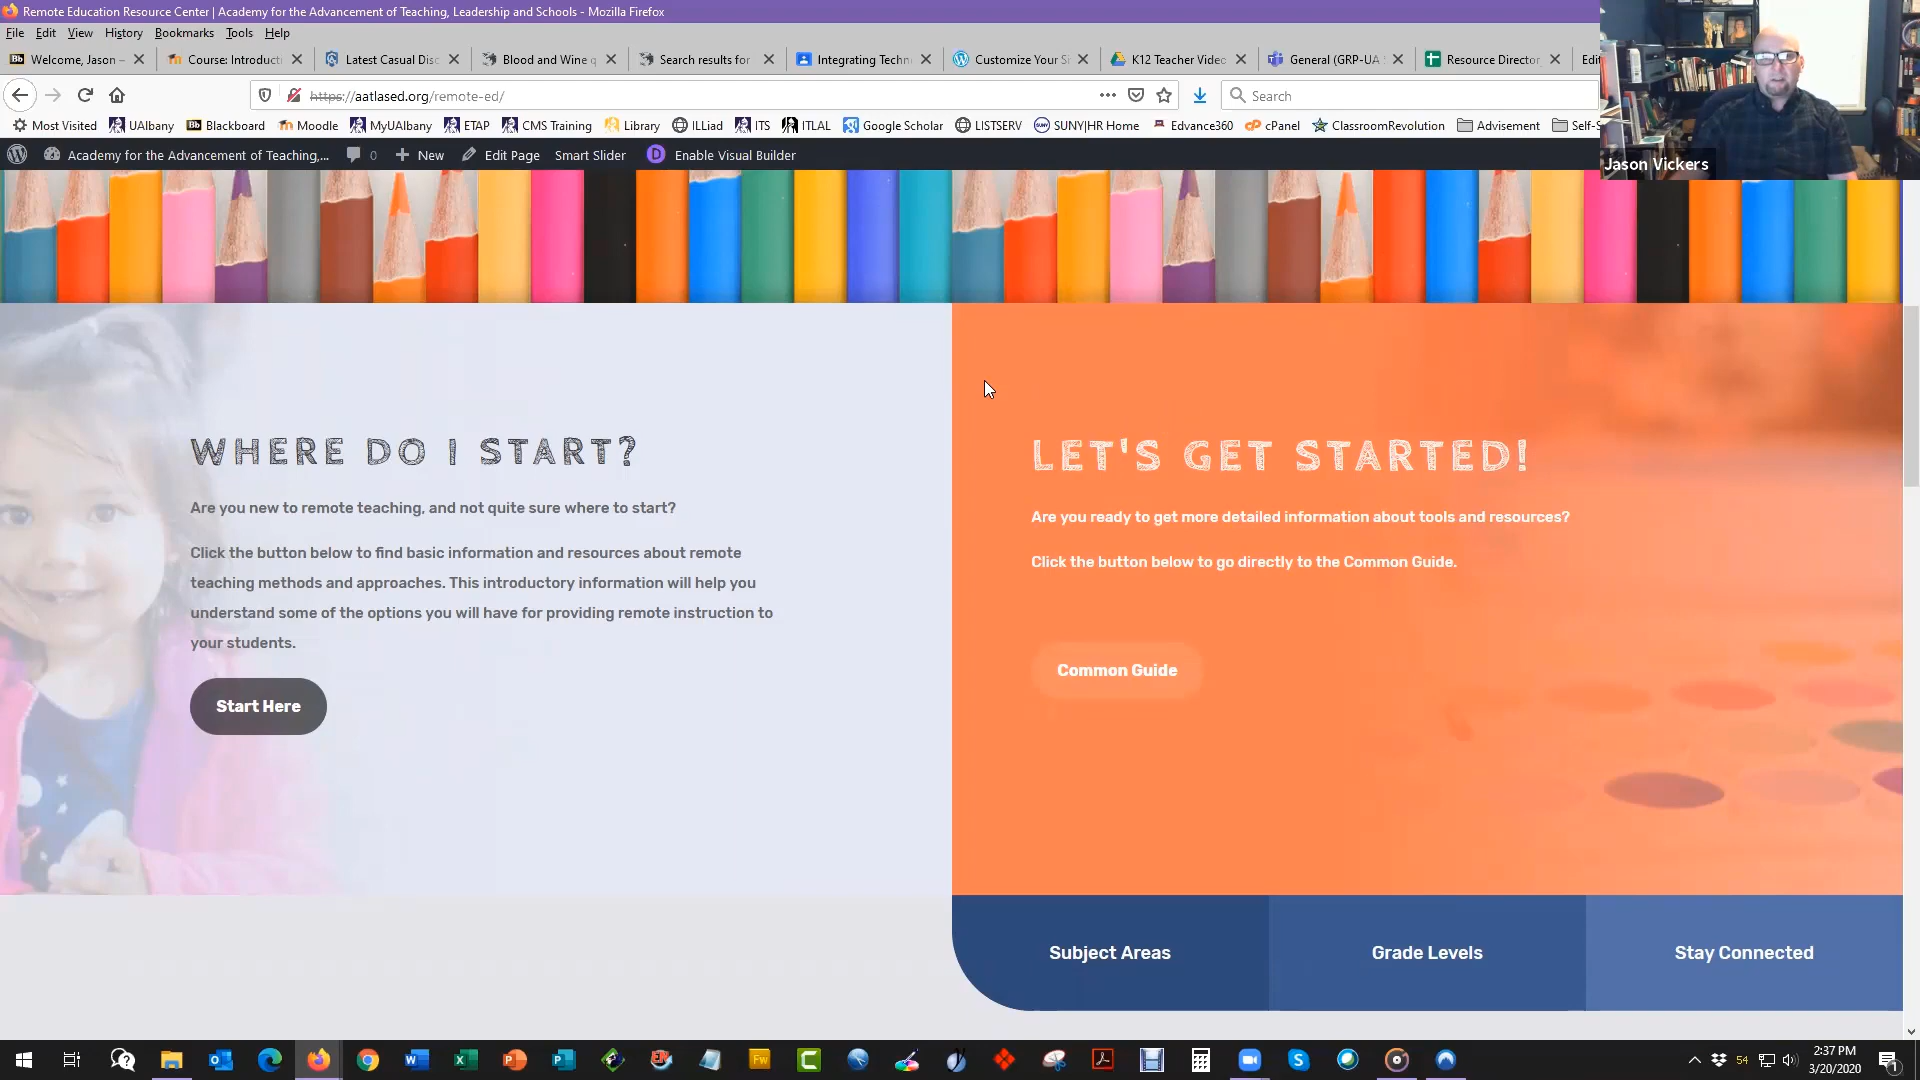 Remote Education Resource Center | Academy for the Advancement of Teaching, Leadership and Schools - Mozilla Firefox
File Edit View History Bookmarks Tools Help
Bb Welcome, Jason – Course: Introducti Latest Casual Disc Blood and Wine q Search results for Integrating Techn Customize Your Si K12 Teacher Video General (GRP-UA Resource Director Edit
https://aatlased.org/remote-ed/ Search
Most Visited UAlbany Bb Blackboard Moodle MyUAlbany ETAP CMS Training Library ILLiad ITS ITLAL Google Scholar LISTSERV SUNY|HR Home Edvance360 cPanel ClassroomRevolution Advisement Self-S
Academy for the Advancement of Teaching,... 0 New Edit Page Smart Slider D Enable Visual Builder
Jason Vickers
WHERE DO I START?
Are you new to remote teaching, and not quite sure where to start?
Click the button below to find basic information and resources about remote
teaching methods and approaches. This introductory information will help you
understand some of the options you will have for providing remote instruction to
your students.
Start Here
LET'S GET STARTED!
Are you ready to get more detailed information about tools and resources?
Click the button below to go directly to the Common Guide.
Common Guide
Subject Areas Grade Levels Stay Connected
54 2:37 PM
3/20/2020